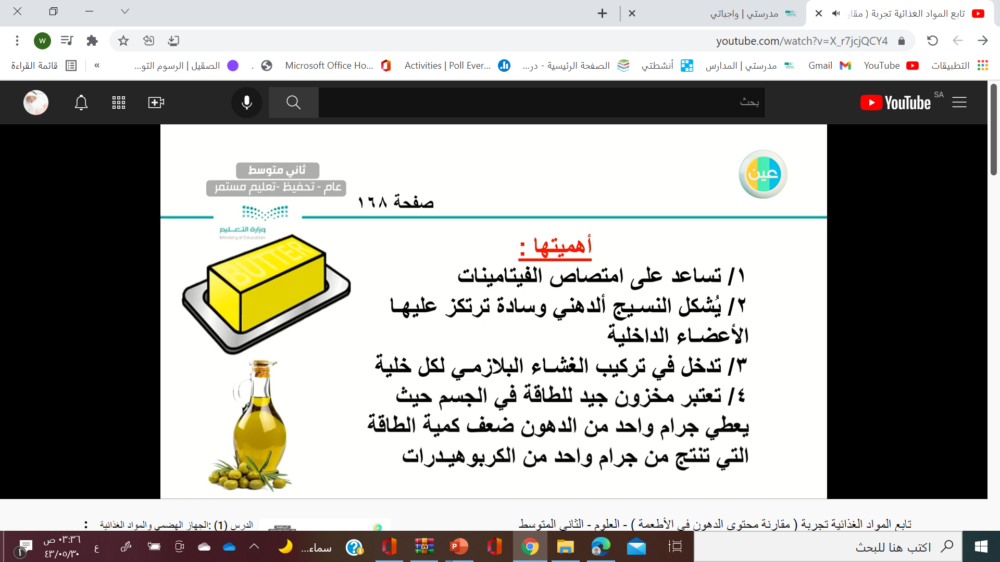 تابع المواد الغذائية تجربة ( مقار
مدرستي | واجباتي
youtube.com/watch?v=X_r7jcjQCY4
W
التطبيقات
YouTube
Gmail
مدرستي | المدارس
أنشطتي
الصفحة الرئيسية - در...
Activities | Poll Ever...
Microsoft Office Ho...
.
الصقيل | الرسوم التو...
«
قائمة القراءة
YouTube SA
بحث
عين
ثاني متوسط
عام - تحفيظ -تعليم مستمر
صفحة ١٦٨
وزارة التعليم
Ministry of Education
BUTTER
أهميتها :
١/ تساعد على امتصاص الفيتامينات
٢/ يُشكل النسيج ألدهني وسادة ترتكز عليها
الأعضاء الداخلية
٣/ تدخل في تركيب الغشاء البلازمي لكل خلية
٤/ تعتبر مخزون جيد للطاقة في الجسم حيث
يعطي جرام واحد من الدهون ضعف كمية الطاقة
التي تنتج من جرام واحد من الكربوهيدرات
تابع المواد الغذائية تجربة ( مقارنة محتوى الدهون في الأطعمة ) - العلوم - الثاني المتوسط
الدرس (1) :الجهاز الهضمي والمواد الغذائية
اكتب هنا للبحث
سماء...
ع
٠٣:٣٦ ص
٤٣/٠٥/٣٠
١